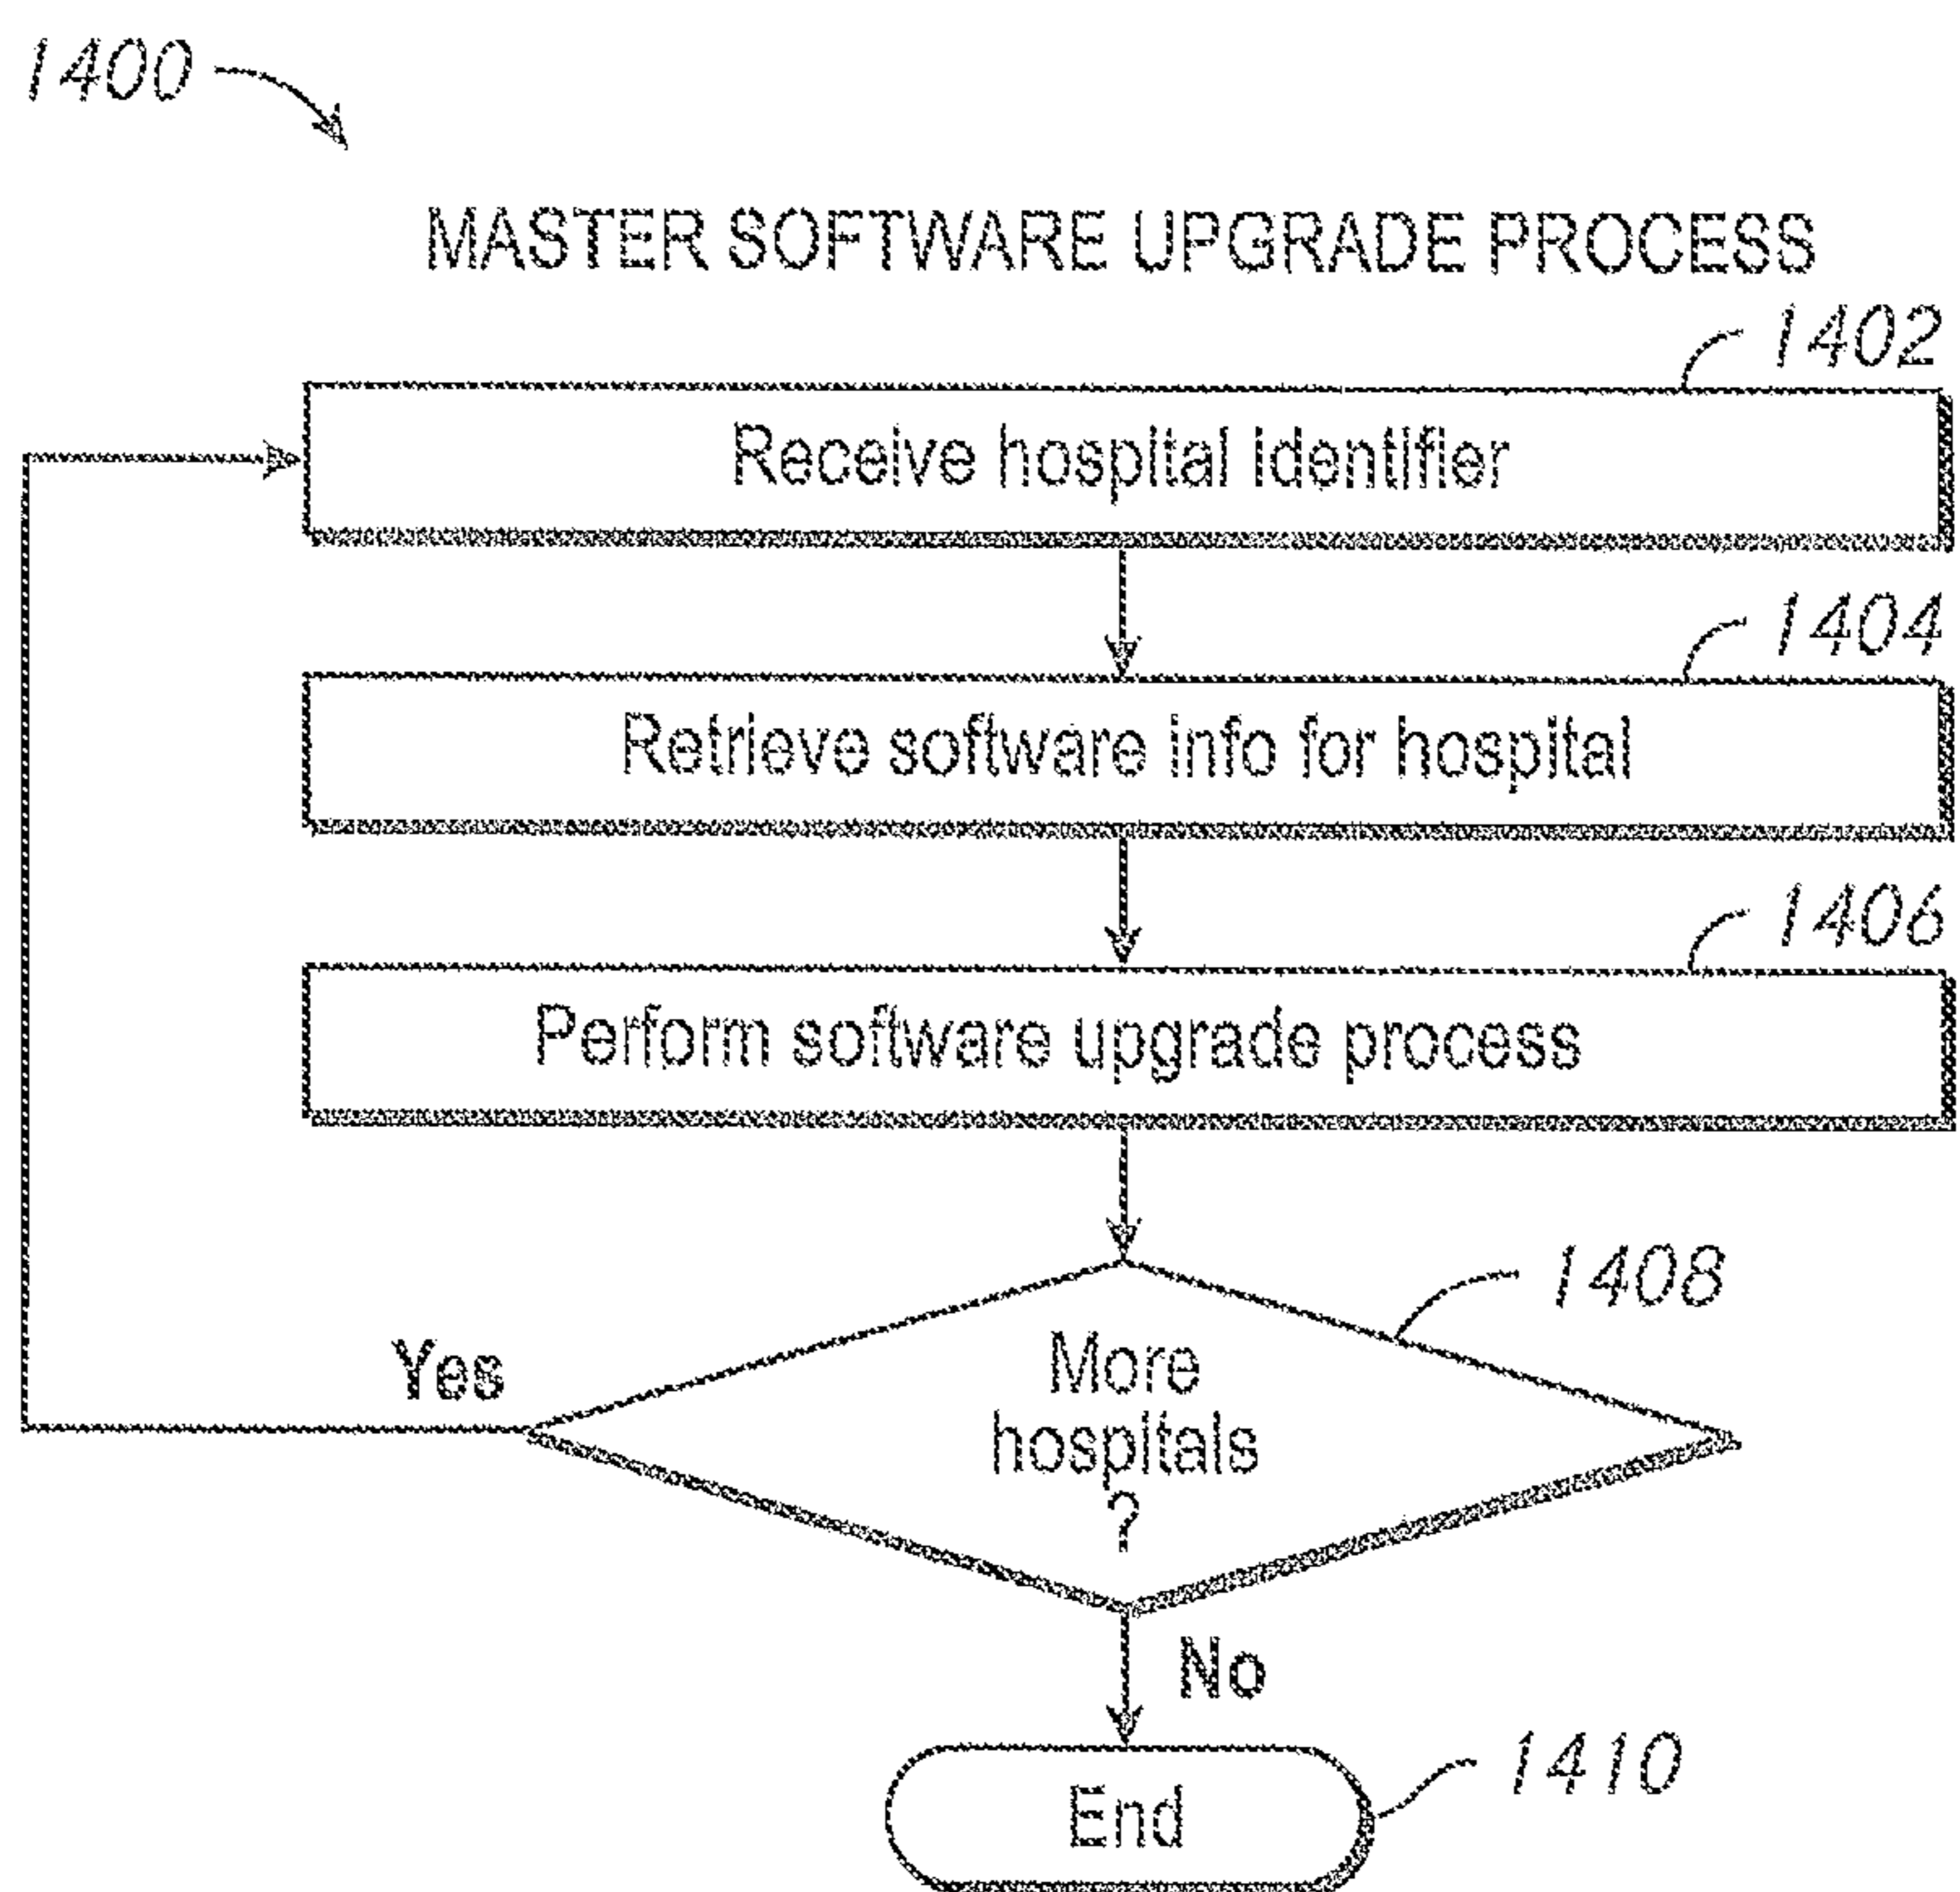 1400
MASTER SOFTWARE UPGRADE PROCESS
1402
Receive hospital identifier
1404
Retrieve software info for hospital
1406
Perform software upgrade process
1408
Yes
More
hospitals
?
No
1410
End